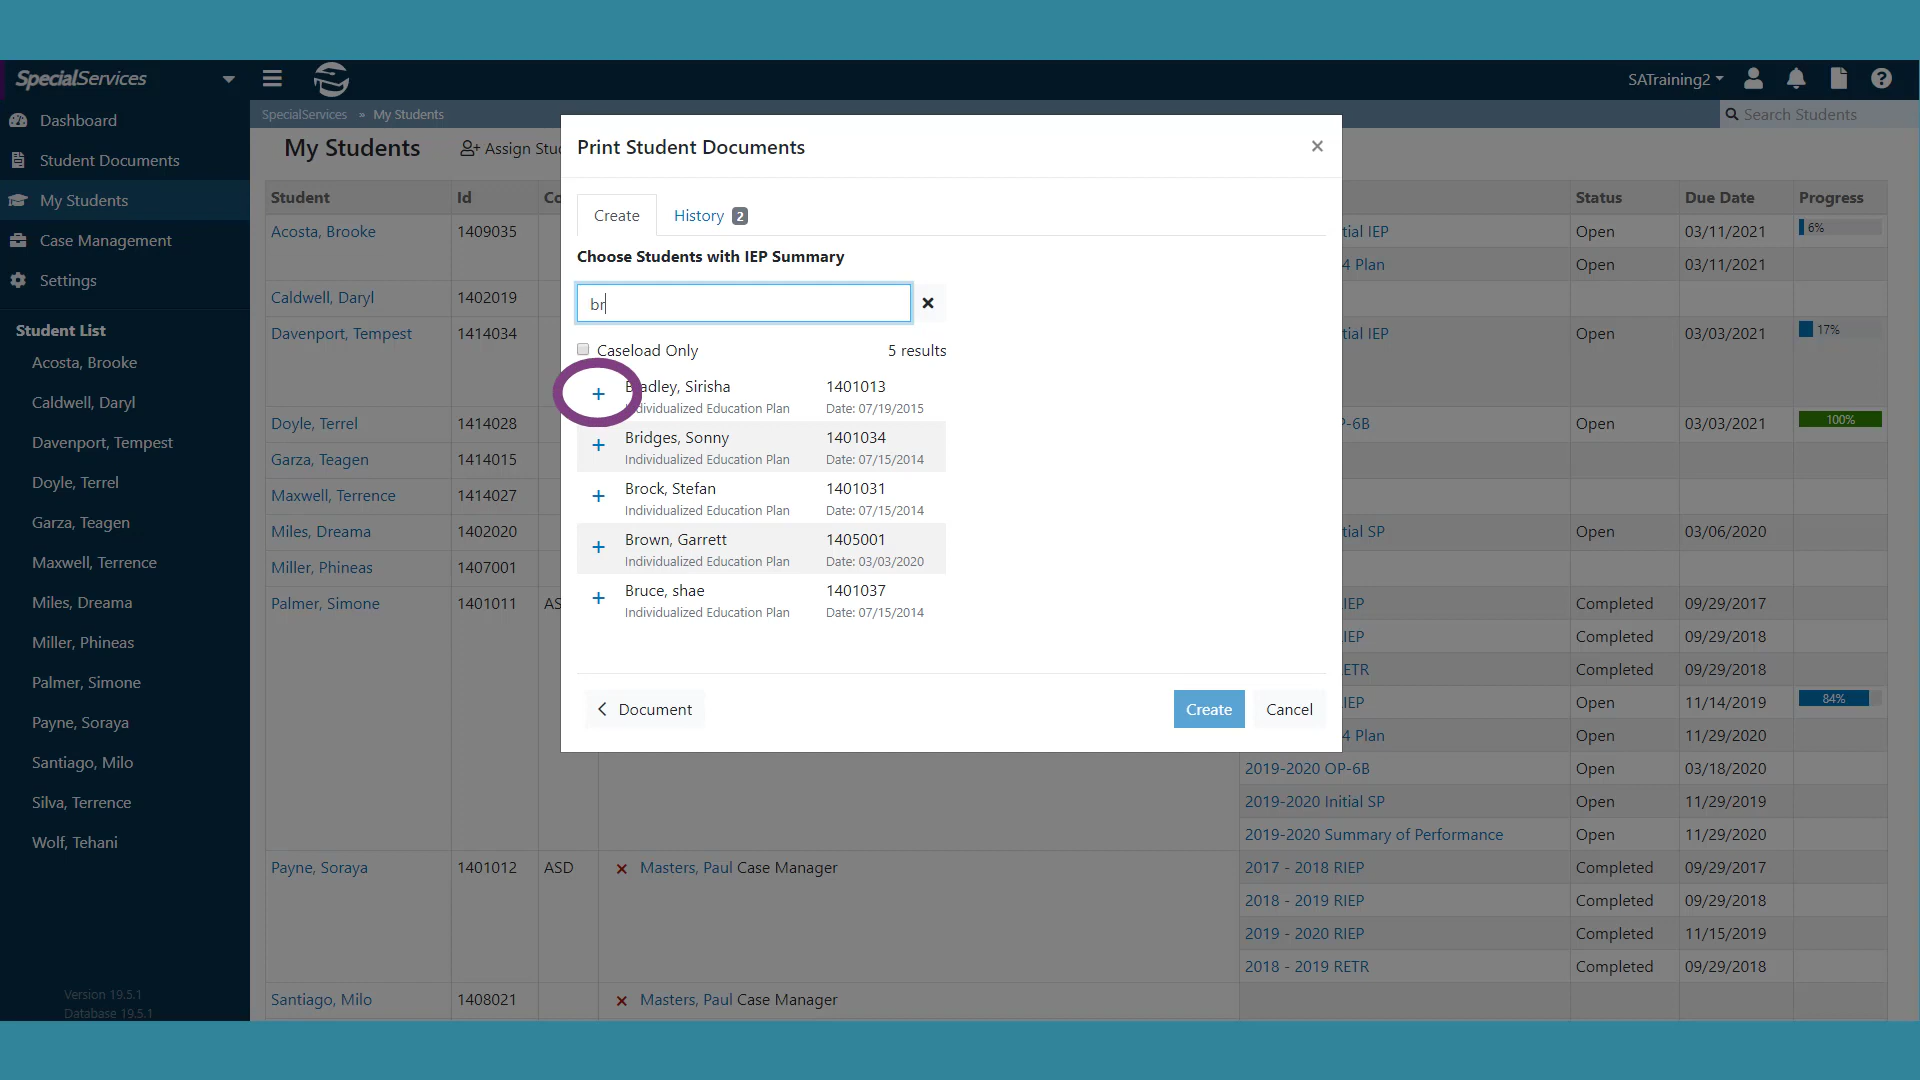 SpecialServices
SATraining2
Dashboard
Student Documents
My Students
Case Management
Settings
Student List
Acosta, Brooke
Caldwell, Daryl
Davenport, Tempest
Doyle, Terrel
Garza, Teagen
Maxwell, Terrence
Miles, Dreama
Miller, Phineas
Palmer, Simone
Payne, Soraya
Santiago, Milo
Silva, Terrence
Wolf, Tehani
Version 19.5.1
Database 19.5.1
SpecialServices » My Students
Search Students
My Students
Assign Stu
Student Id Co Status Due Date Progress
Acosta, Brooke 1409035 tial IEP Open 03/11/2021 6%
4 Plan Open 03/11/2021
Caldwell, Daryl 1402019
Davenport, Tempest 1414034 tial IEP Open 03/03/2021 17%
Doyle, Terrel 1414028 P-6B Open 03/03/2021 100%
Garza, Teagen 1414015
Maxwell, Terrence 1414027
Miles, Dreama 1402020 tial SP Open 03/06/2020
Miller, Phineas 1407001
Palmer, Simone 1401011 AS IEP Completed 09/29/2017
IEP Completed 09/29/2018
RETR Completed 09/29/2018
IEP Open 11/14/2019 84%
4 Plan Open 11/29/2020
2019-2020 OP-6B Open 03/18/2020
2019-2020 Initial SP Open 11/29/2019
2019-2020 Summary of Performance Open 11/29/2020
Payne, Soraya 1401012 ASD Masters, Paul Case Manager 2017 - 2018 RIEP Completed 09/29/2017
2018 - 2019 RIEP Completed 09/29/2018
2019 - 2020 RIEP Completed 11/15/2019
2018 - 2019 RETR Completed 09/29/2018
Santiago, Milo 1408021 Masters, Paul Case Manager
Print Student Documents ×
Create
History 2
Choose Students with IEP Summary
br
Caseload Only 5 results
+ Bradley, Sirisha 1401013
dividualized Education Plan Date: 07/19/2015
+ Bridges, Sonny 1401034
Individualized Education Plan Date: 07/15/2014
+ Brock, Stefan 1401031
Individualized Education Plan Date: 07/15/2014
+ Brown, Garrett 1405001
Individualized Education Plan Date: 03/03/2020
+ Bruce, shae 1401037
Individualized Education Plan Date: 07/15/2014
Document
Create
Cancel